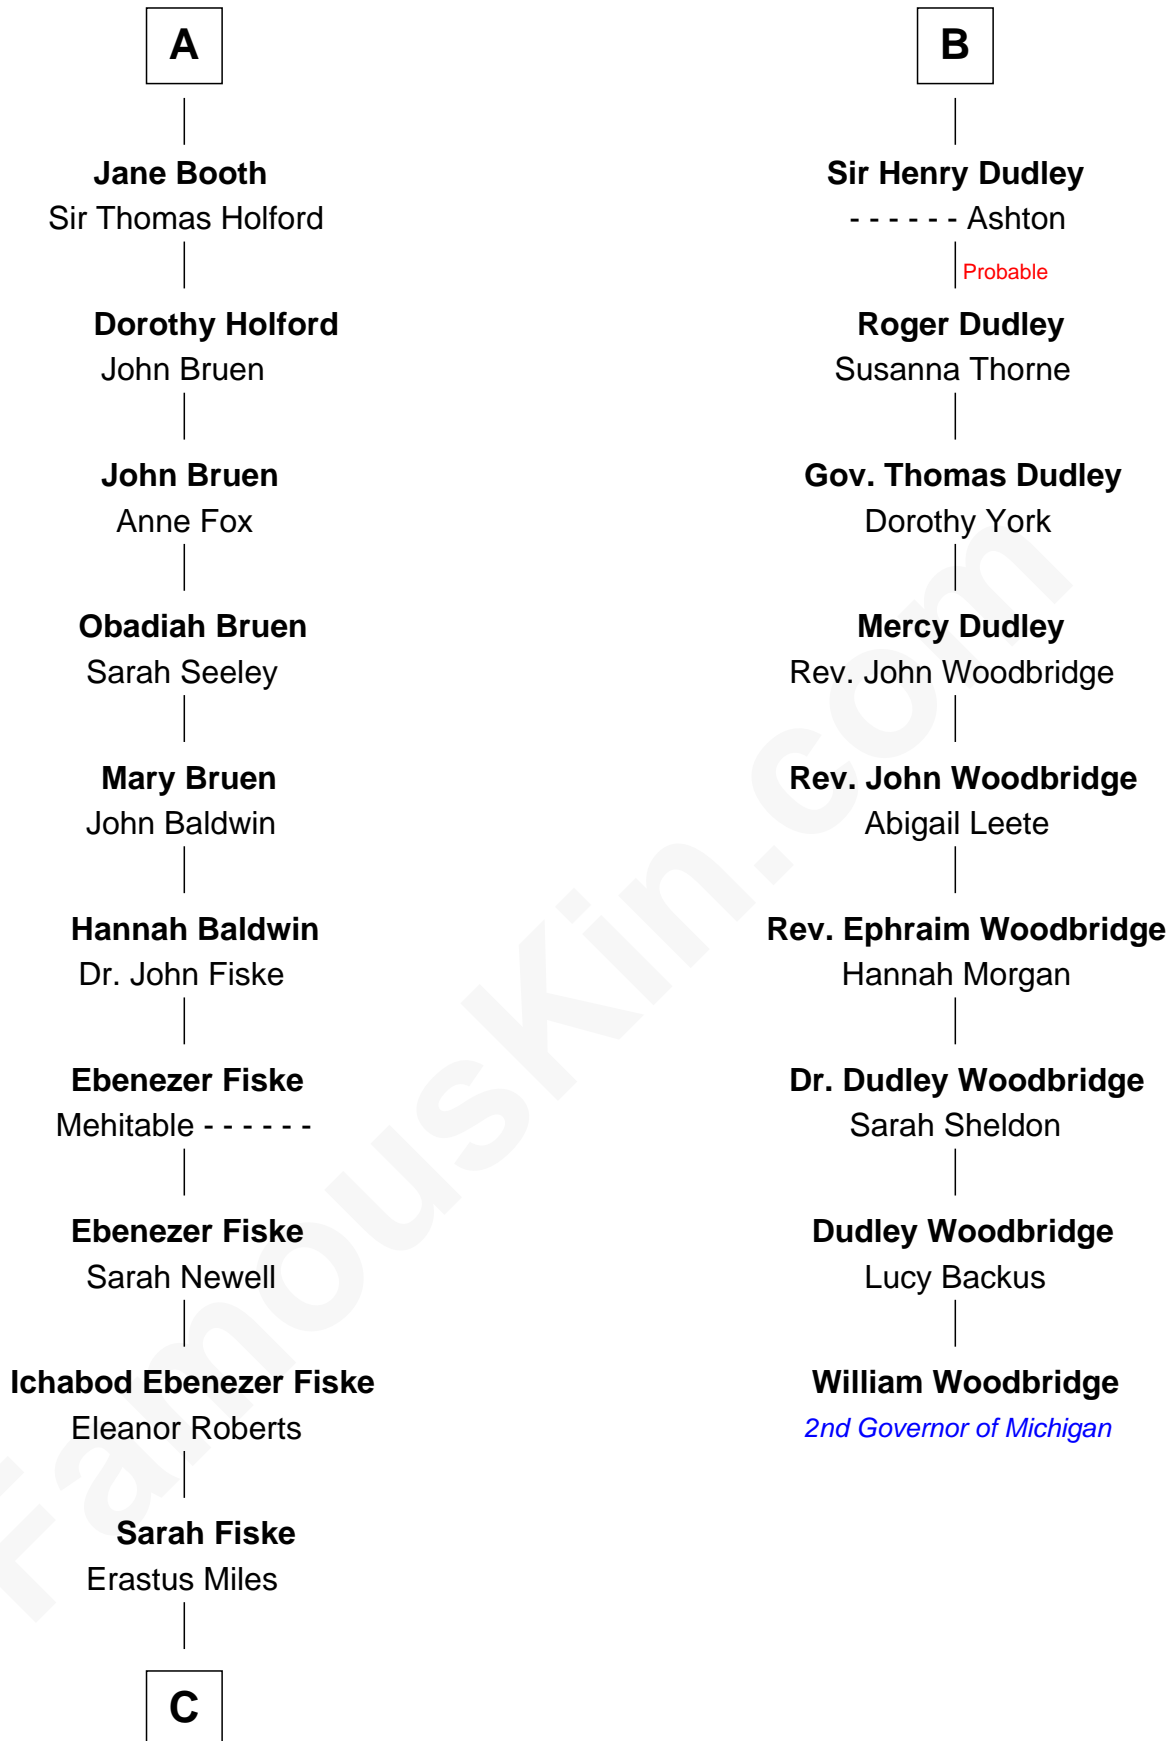 A
Jane Booth
Sir Thomas Holford
Dorothy Holford
John Bruen
John Bruen
Anne Fox
Obadiah Bruen
Sarah Seeley
Mary Bruen
John Baldwin
Hannah Baldwin
Dr. John Fiske
Ebenezer Fiske
Mehitable - - - - - -
Ebenezer Fiske
Sarah Newell
Ichabod Ebenezer Fiske
Eleanor Roberts
Sarah Fiske
Erastus Miles
C
B
Sir Henry Dudley
- - - - - - Ashton
Probable
Roger Dudley
Susanna Thorne
Gov. Thomas Dudley
Dorothy York
Mercy Dudley
Rev. John Woodbridge
Rev. John Woodbridge
Abigail Leete
Rev. Ephraim Woodbridge
Hannah Morgan
Dr. Dudley Woodbridge
Sarah Sheldon
Dudley Woodbridge
Lucy Backus
William Woodbridge
2nd Governor of Michigan
FamousKin.com